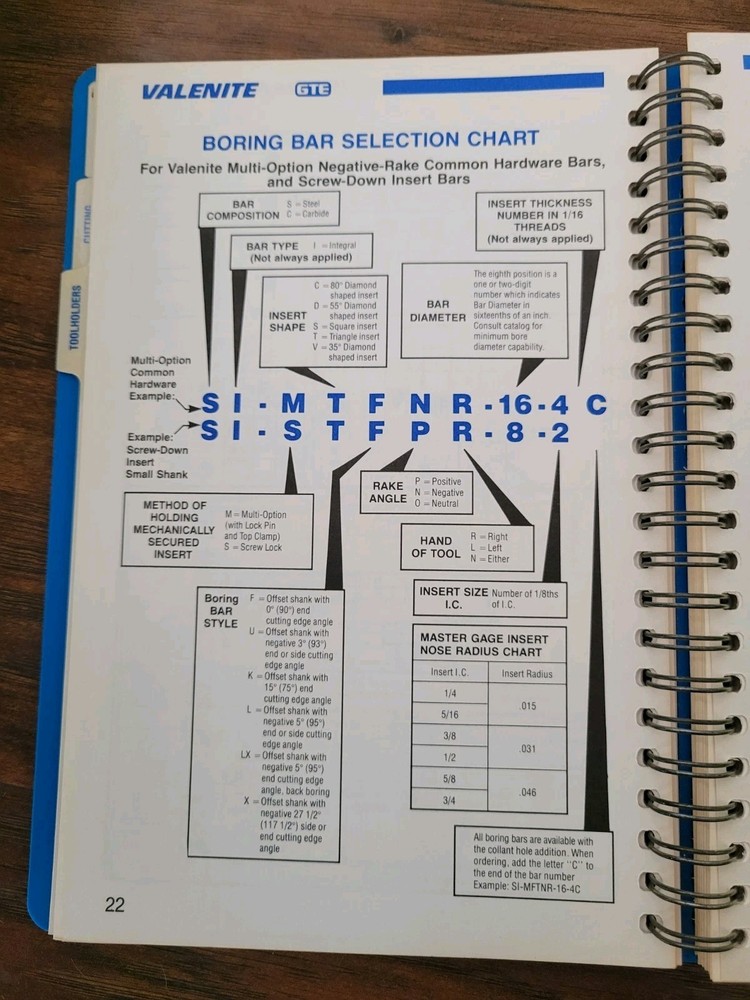 VALENITE GTE
BORING BAR SELECTION CHART
For Valenite Multi-Option Negative-Rake Common Hardware Bars,
and Screw-Down Insert Bars
BAR
COMPOSITION
S = Steel
C = Carbide
INSERT THICKNESS
NUMBER IN 1/16
THREADS
(Not always applied)
BAR TYPE I = Integral
(Not always applied)
INSERT
SHAPE
C = 80° Diamond
shaped insert
D = 55° Diamond
shaped insert
S = Square insert
T = Triangle insert
V = 35° Diamond
shaped insert
BAR
DIAMETER
The eighth position is a
one or two-digit
number which indicates
Bar Diameter in
sixteenths of an inch.
Consult catalog for
minimum bore
diameter capability.
TOOLHOLDERS
CUTTING
Multi-Option
Common
Hardware
Example:
SI-MTFNR-16-4C
SI-STFPR-8-2
Example:
Screw-Down
Insert
Small Shank
METHOD OF
HOLDING
MECHANICALLY
SECURED
INSERT
M = Multi-Option
(with Lock Pin
and Top Clamp)
S = Screw Lock
RAKE
ANGLE
P = Positive
N = Negative
O = Neutral
HAND
OF TOOL
R = Right
L = Left
N = Either
Boring
BAR
STYLE
F = Offset shank with
0° (90°) end
cutting edge angle
U = Offset shank with
negative 3° (93°)
end or side cutting
edge angle
K = Offset shank with
15° (75°) end
cutting edge angle
L = Offset shank with
negative 5° (95°)
end or side cutting
edge angle
LX = Offset shank with
negative 5° (95°)
end cutting edge
angle, back boring
X = Offset shank with
negative 27 1/2°
(117 1/2°) side or
end cutting edge
angle
INSERT SIZE Number of 1/8ths
I.C. of I.C.
MASTER GAGE INSERT
NOSE RADIUS CHART
Insert I.C. Insert Radius
1/4
.015
5/16
3/8
.031
1/2
5/8
.046
3/4
All boring bars are available with
the collant hole addition. When
ordering, add the letter "C" to
the end of the bar number
Example: SI-MFTNR-16-4C
22